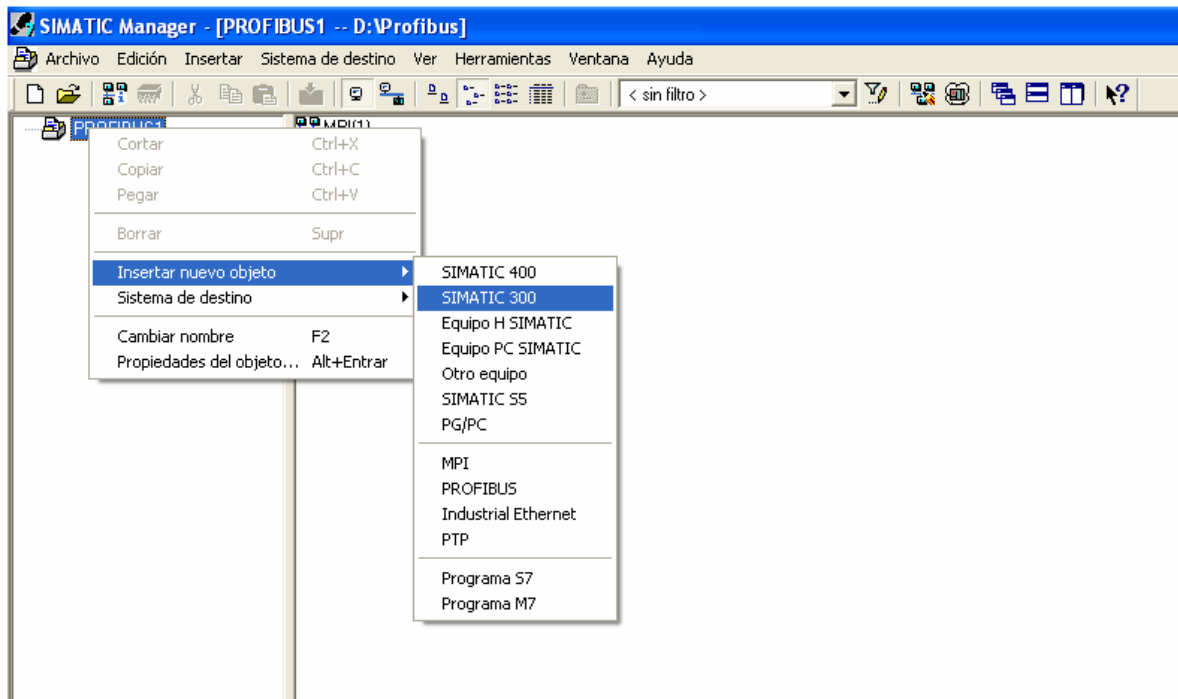 SIMATIC Manager - [PROFIBUS1 -- D:\Profibus]
Archivo Edición Insertar Sistema de destino Ver Herramientas Ventana Ayuda
< sin filtro >
PROFIBUS1 MPI(1)
Cortar Ctrl+X
Copiar Ctrl+C
Pegar Ctrl+V
Borrar Supr
Insertar nuevo objeto
Sistema de destino
Cambiar nombre F2
Propiedades del objeto... Alt+Entrar
SIMATIC 400
SIMATIC 300
Equipo H SIMATIC
Equipo PC SIMATIC
Otro equipo
SIMATIC S5
PG/PC
MPI
PROFIBUS
Industrial Ethernet
PTP
Programa S7
Programa M7